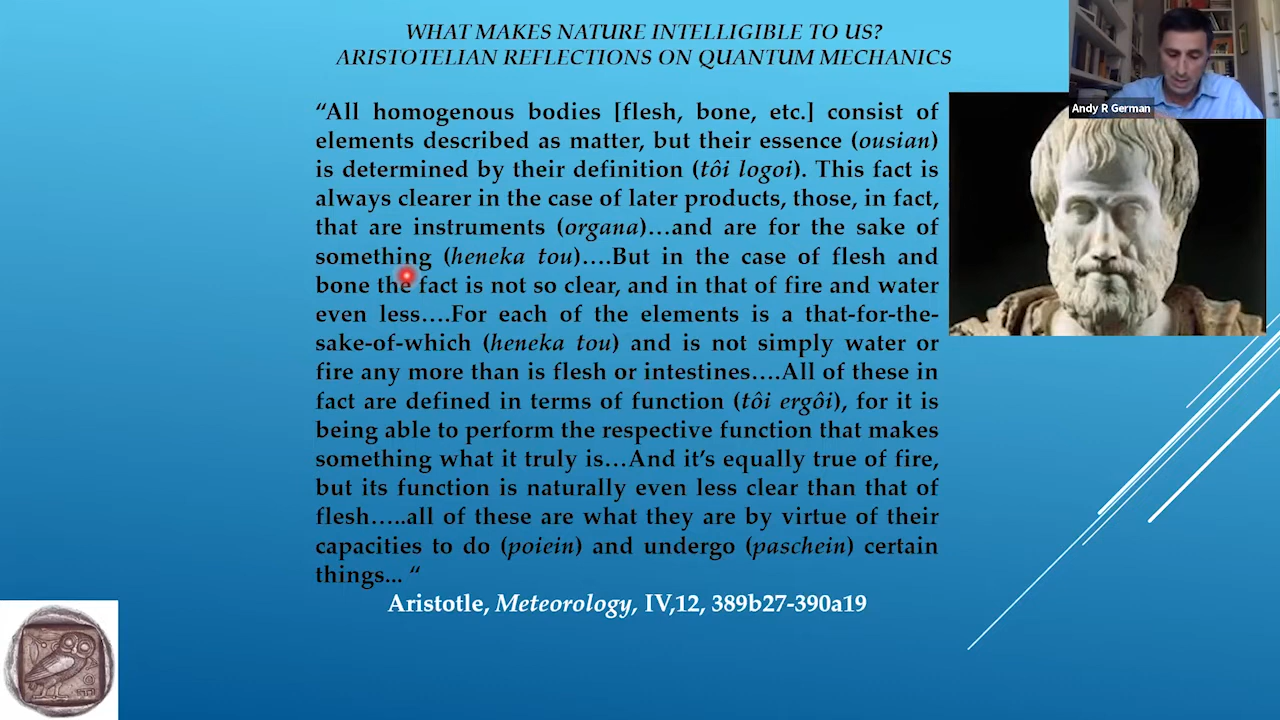 WHAT MAKES NATURE INTELLIGIBLE TO US?
ARISTOTELIAN REFLECTIONS ON QUANTUM MECHANICS
Andy R German
“All homogenous bodies [flesh, bone, etc.] consist of
elements described as matter, but their essence (ousian)
is determined by their definition (tôi logoi). This fact is
always clearer in the case of later products, those, in fact,
that are instruments (organa)…and are for the sake of
something (heneka tou)….But in the case of flesh and
bone the fact is not so clear, and in that of fire and water
even less….For each of the elements is a that-for-the-
sake-of-which (heneka tou) and is not simply water or
fire any more than is flesh or intestines….All of these in
fact are defined in terms of function (tôi ergôi), for it is
being able to perform the respective function that makes
something what it truly is…And it’s equally true of fire,
but its function is naturally even less clear than that of
flesh…..all of these are what they are by virtue of their
capacities to do (poiein) and undergo (paschein) certain
things... “
Aristotle, Meteorology, IV,12, 389b27-390a19